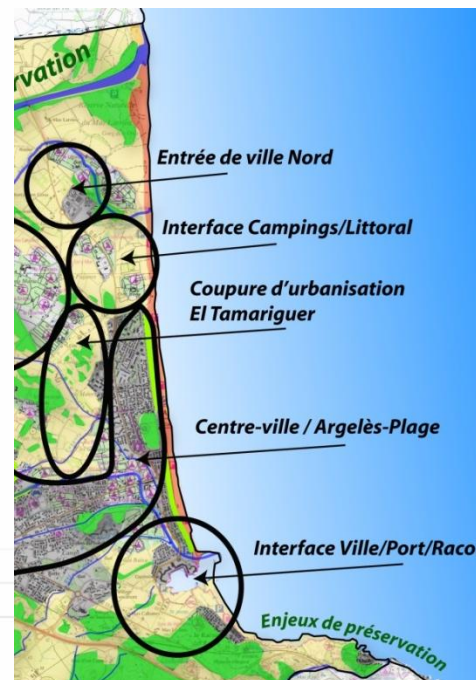 rvation
Entrée de ville Nord
Interface Campings/Littoral
Coupure d'urbanisation
El Tamariguer
Centre-ville / Argelès-Plage
Interface Ville/Port/Raco
Enjeux de préservation